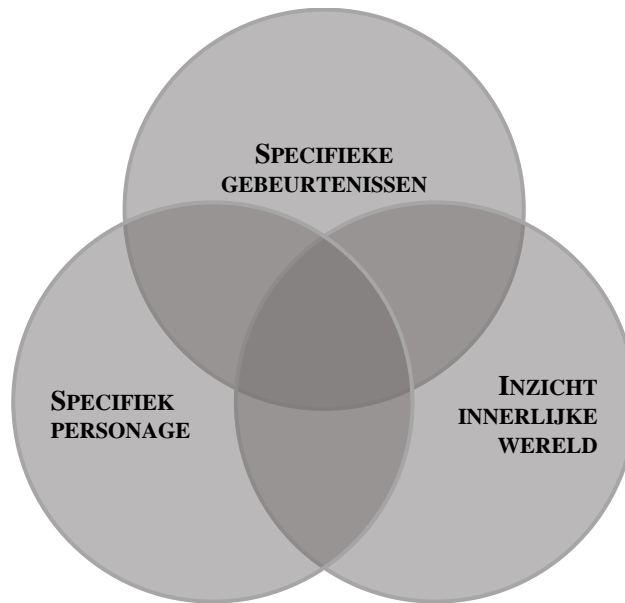 SPECIFIEKE
GEBEURTENISSEN
SPECIFIEK
PERSONAGE
INZICHT
INNERLIJKE
WERELD